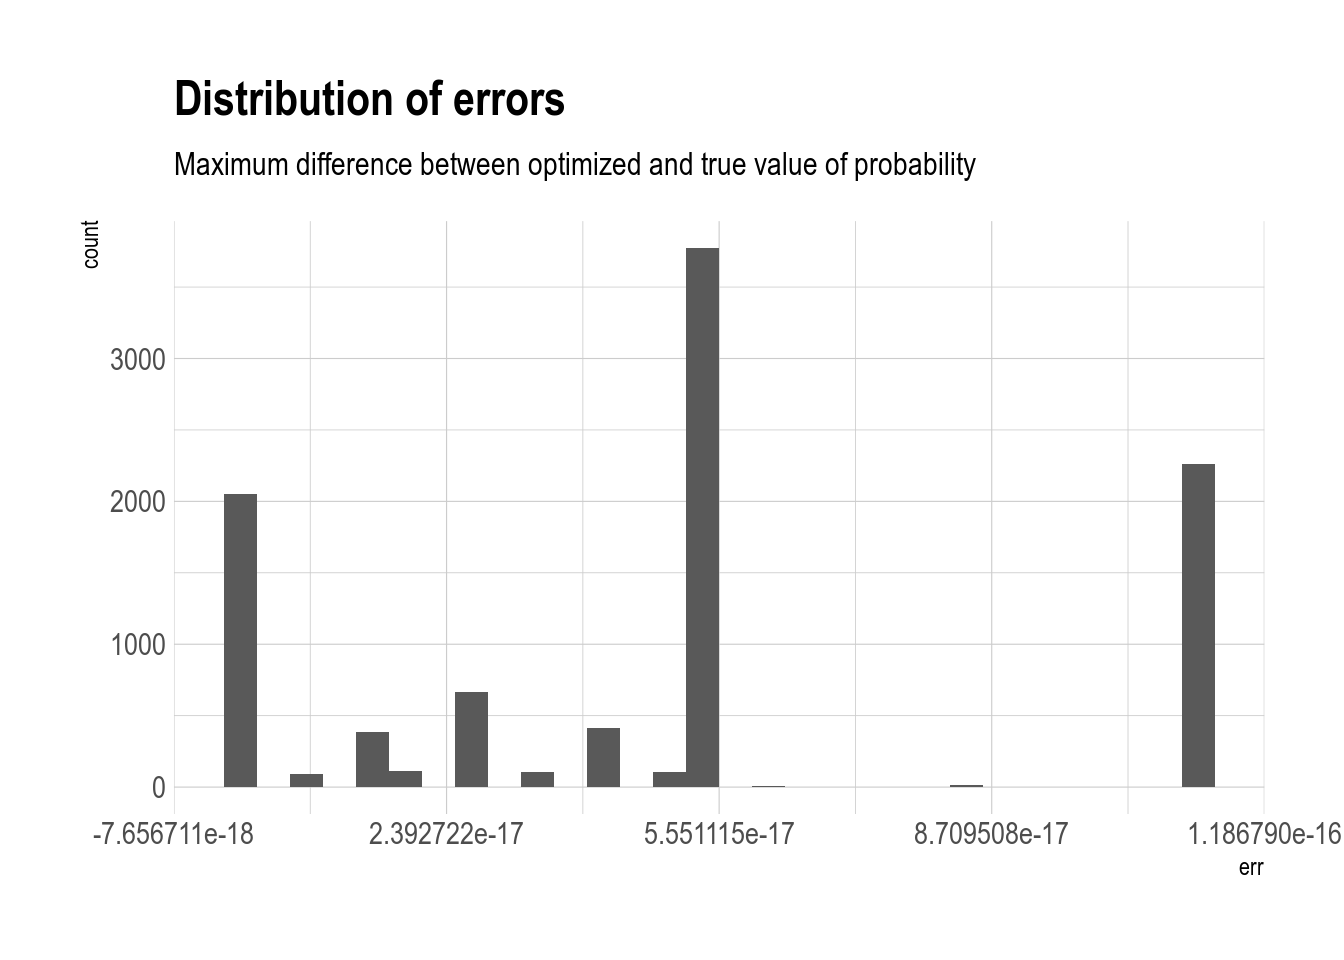 Distribution of errors
Maximum difference between optimized and true value of probability
count
3000
2000
1000
0
-7.656711e-18 2.392722e-17 5.551115e-17 8.709508e-17 1.186790e-16
err